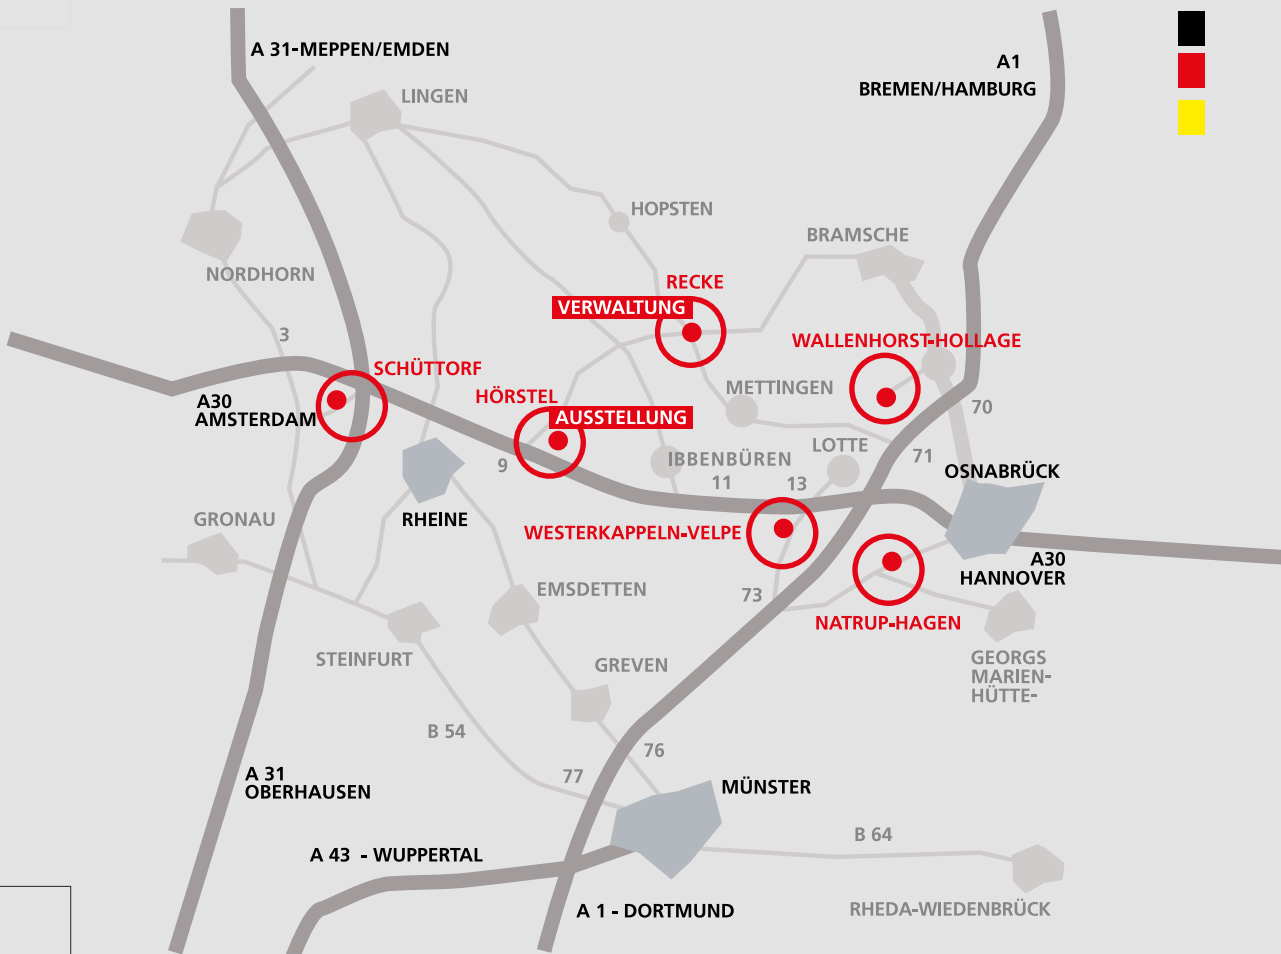 A 31-MEPPEN/EMDEN
A1
BREMEN/HAMBURG
LINGEN
HOPSTEN
BRAMSCHE
NORDHORN
RECKE
VERWALTUNG
3
WALLENHORST-HOLLAGE
SCHÜTTORF
METTINGEN
HÖRSTEL
A30
AMSTERDAM
AUSSTELLUNG
70
LOTTE
71
9
IBBENBÜREN
11
13
OSNABRÜCK
GRONAU
RHEINE
WESTERKAPPELN-VELPE
A30
HANNOVER
EMSDETTEN
73
NATRUP-HAGEN
STEINFURT
GREVEN
GEORGS
MARIEN-
HÜTTE-
B 54
76
77
A 31
OBERHAUSEN
MÜNSTER
B 64
A 43 - WUPPERTAL
A 1 - DORTMUND
RHEDA-WIEDENBRÜCK